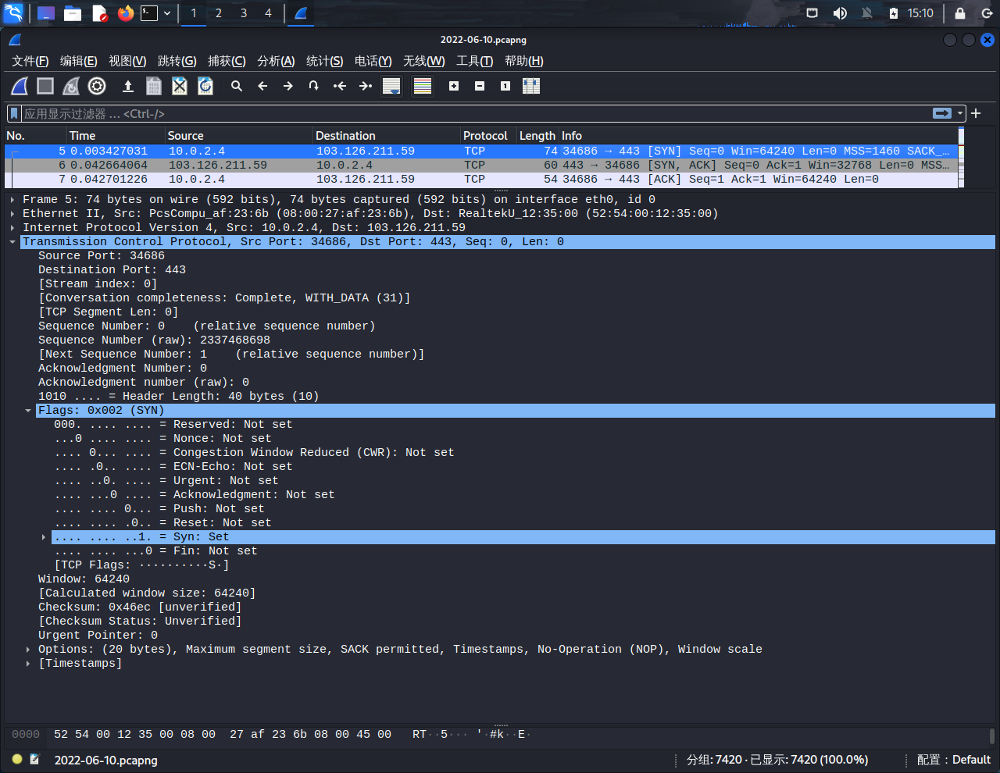 1 2 3 4 15:10
2022-06-10.pcapng
文件(F) 编辑(E) 视图(V) 跳转(G) 捕获(C) 分析(A) 统计(S) 电话(Y) 无线(W) 工具(T) 帮助(H)
应用显示过滤器 … <Ctrl-/>
No. Time Source Destination Protocol Length Info
5 0.003427031 10.0.2.4 103.126.211.59 TCP 74 34686 → 443 [SYN] Seq=0 Win=64240 Len=0 MSS=1460 SACK_…
6 0.042664064 103.126.211.59 10.0.2.4 TCP 60 443 → 34686 [SYN, ACK] Seq=0 Ack=1 Win=32768 Len=0 MSS…
7 0.042701226 10.0.2.4 103.126.211.59 TCP 54 34686 → 443 [ACK] Seq=1 Ack=1 Win=64240 Len=0
Frame 5: 74 bytes on wire (592 bits), 74 bytes captured (592 bits) on interface eth0, id 0
Ethernet II, Src: PcsCompu_af:23:6b (08:00:27:af:23:6b), Dst: RealtekU_12:35:00 (52:54:00:12:35:00)
Internet Protocol Version 4, Src: 10.0.2.4, Dst: 103.126.211.59
Transmission Control Protocol, Src Port: 34686, Dst Port: 443, Seq: 0, Len: 0
Source Port: 34686
Destination Port: 443
[Stream index: 0]
[Conversation completeness: Complete, WITH_DATA (31)]
[TCP Segment Len: 0]
Sequence Number: 0    (relative sequence number)
Sequence Number (raw): 2337468698
[Next Sequence Number: 1    (relative sequence number)]
Acknowledgment Number: 0
Acknowledgment number (raw): 0
1010 .... = Header Length: 40 bytes (10)
Flags: 0x002 (SYN)
000. .... .... = Reserved: Not set
...0 .... .... = Nonce: Not set
.... 0... .... = Congestion Window Reduced (CWR): Not set
.... .0.. .... = ECN-Echo: Not set
.... ..0. .... = Urgent: Not set
.... ...0 .... = Acknowledgment: Not set
.... .... 0... = Push: Not set
.... .... .0.. = Reset: Not set
.... .... ..1. = Syn: Set
.... .... ...0 = Fin: Not set
[TCP Flags: ··········S·]
Window: 64240
[Calculated window size: 64240]
Checksum: 0x46ec [unverified]
[Checksum Status: Unverified]
Urgent Pointer: 0
Options: (20 bytes), Maximum segment size, SACK permitted, Timestamps, No-Operation (NOP), Window scale
[Timestamps]
0000 52 54 00 12 35 00 08 00 27 af 23 6b 08 00 45 00 RT··5··· '·#k··E·
2022-06-10.pcapng 分组: 7420 · 已显示: 7420 (100.0%) 配置：Default